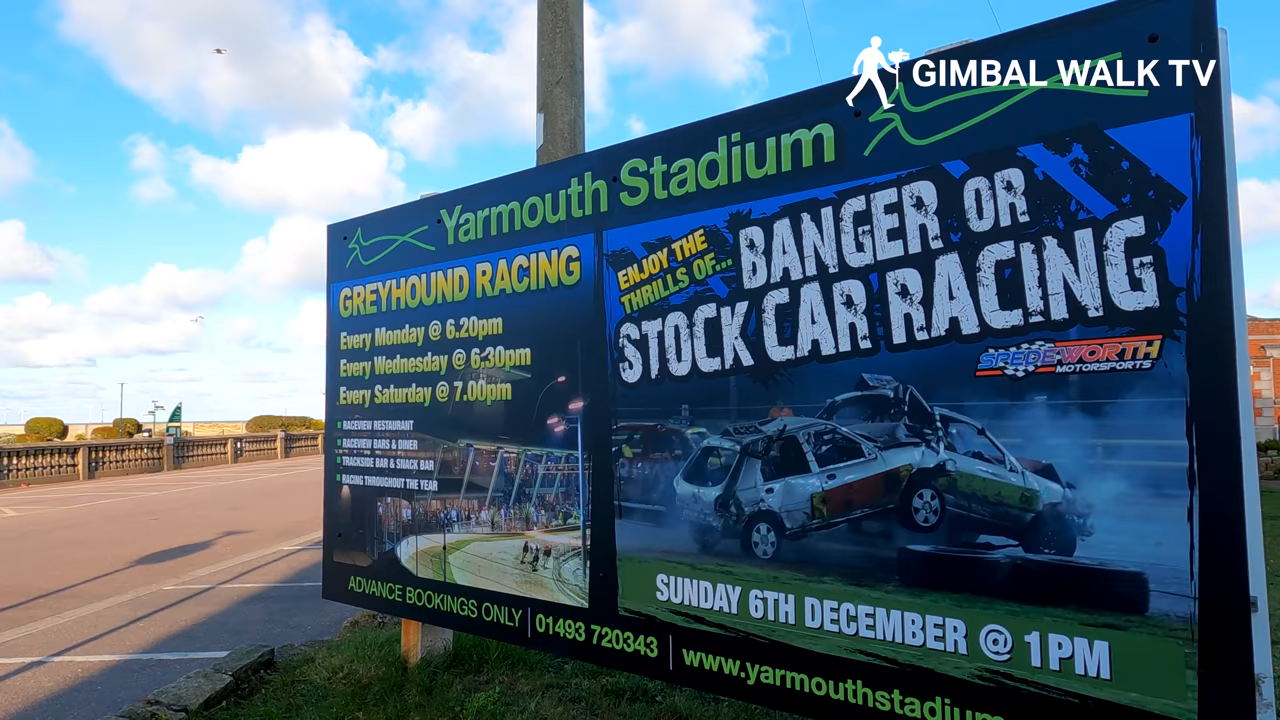 GIMBAL WALK TV
Yarmouth Stadium
GREYHOUND RACING
Every Monday @ 6.20pm
Every Wednesday @ 6.30pm
Every Saturday @ 7.00pm
RACEVIEW RESTAURANT
RACEVIEW BARS & DINER
TRACKSIDE BAR & SNACK BAR
RACING THROUGHOUT THE YEAR
ENJOY THE
THRILLS OF...
BANGER OR
STOCK CAR RACING
SPEDEWORTH
MOTORSPORTS
SUNDAY 6TH DECEMBER @ 1PM
ADVANCE BOOKINGS ONLY | 01493 720343 | www.yarmouthstadium